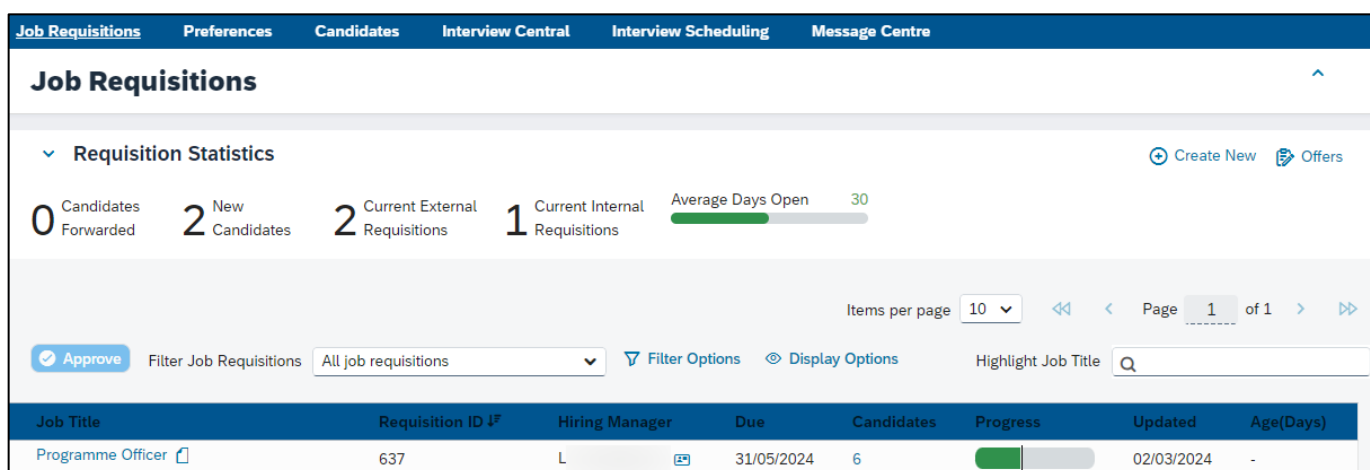 Job Requisitions Preferences Candidates Interview Central Interview Scheduling Message Centre
Job Requisitions
Requisition Statistics
Create New Offers
0 Candidates Forwarded
2 New Candidates
2 Current External Requisitions
1 Current Internal Requisitions
Average Days Open 30
Items per page 10 Page 1 of 1
Approve Filter Job Requisitions All job requisitions Filter Options Display Options Highlight Job Title
Job Title Requisition ID Hiring Manager Due Candidates Progress Updated Age(Days)
Programme Officer 637 L 31/05/2024 6 02/03/2024 -